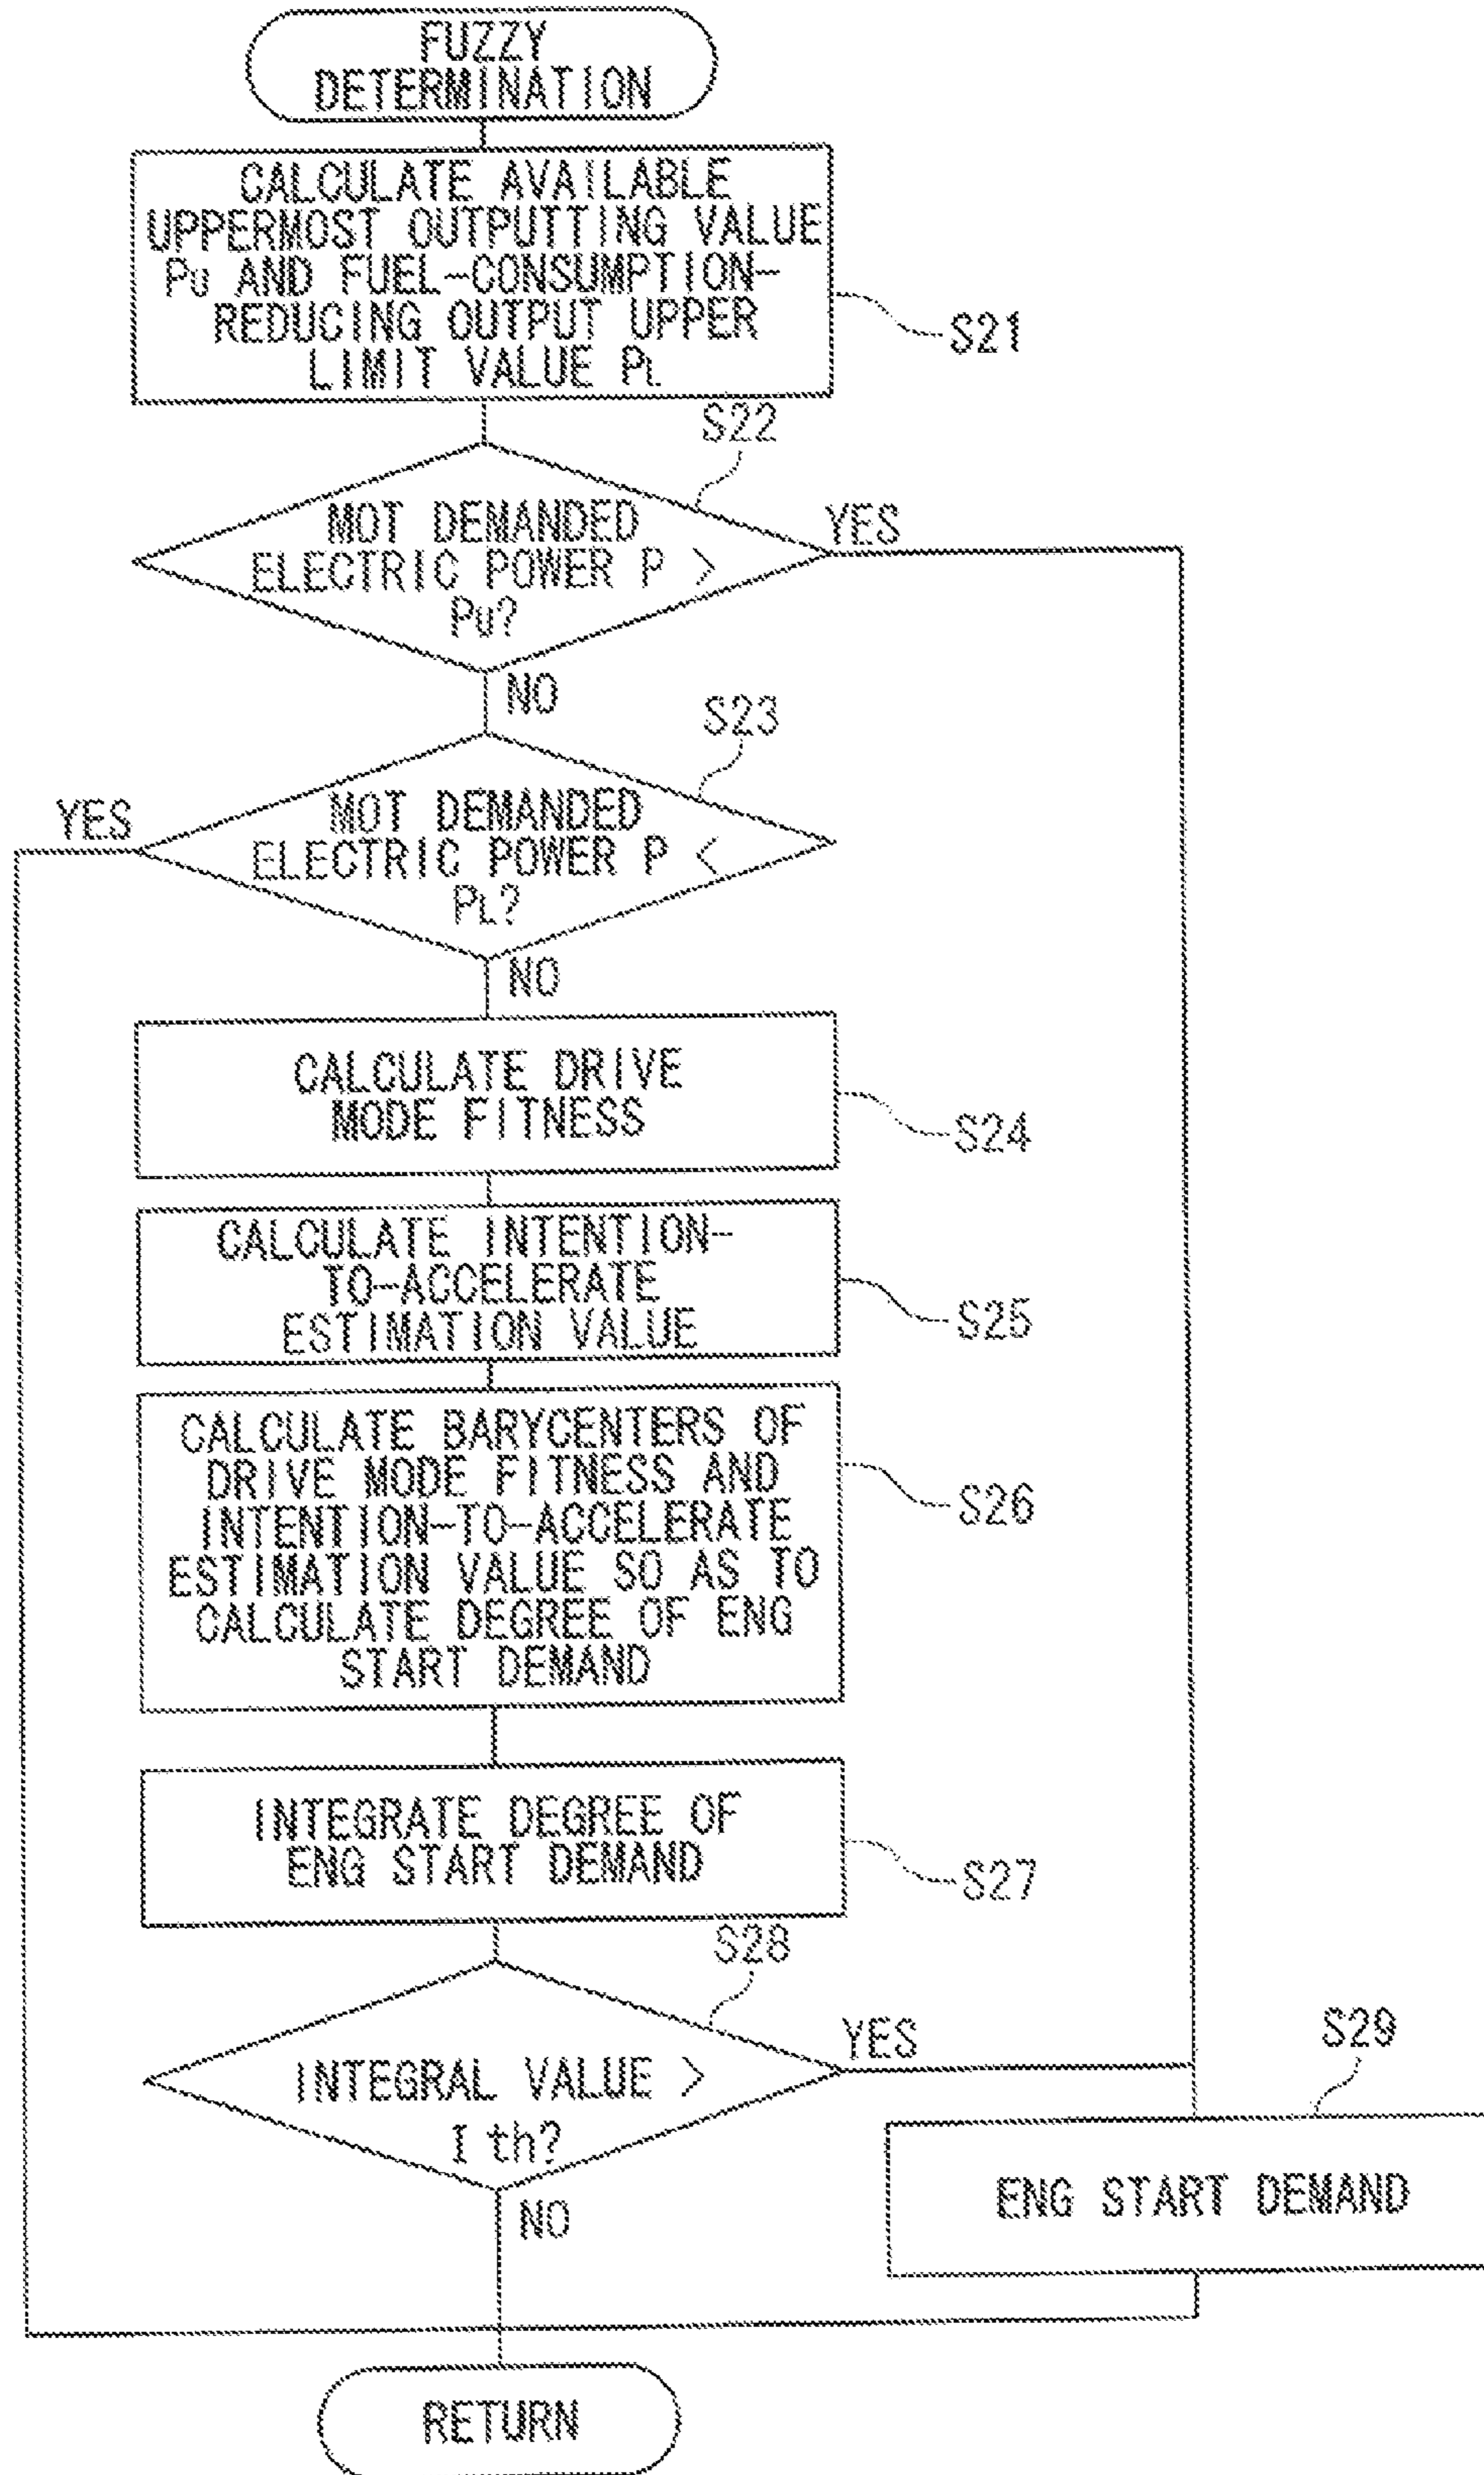 FUZZY
DETERMINATION
CALCULATE AVAILABLE
UPPERMOST OUTPUTTING VALUE
PU AND FUEL-CONSUMPTION-
REDUCING OUTPUT UPPER
LIMIT VALUE PL
S21
S22
MOT DEMANDED
ELECTRIC POWER P >
PU?
YES
NO
S23
MOT DEMANDED
ELECTRIC POWER P <
PL?
YES
NO
CALCULATE DRIVE
MODE FITNESS
S24
CALCULATE INTENTION-
TO-ACCELERATE
ESTIMATION VALUE
S25
CALCULATE BARYCENTERS OF
DRIVE MODE FITNESS AND
INTENTION-TO-ACCELERATE
ESTIMATION VALUE SO AS TO
CALCULATE DEGREE OF ENG
START DEMAND
S26
INTEGRATE DEGREE OF
ENG START DEMAND
S27
S28
INTEGRAL VALUE >
I th?
YES
NO
S29
ENG START DEMAND
RETURN